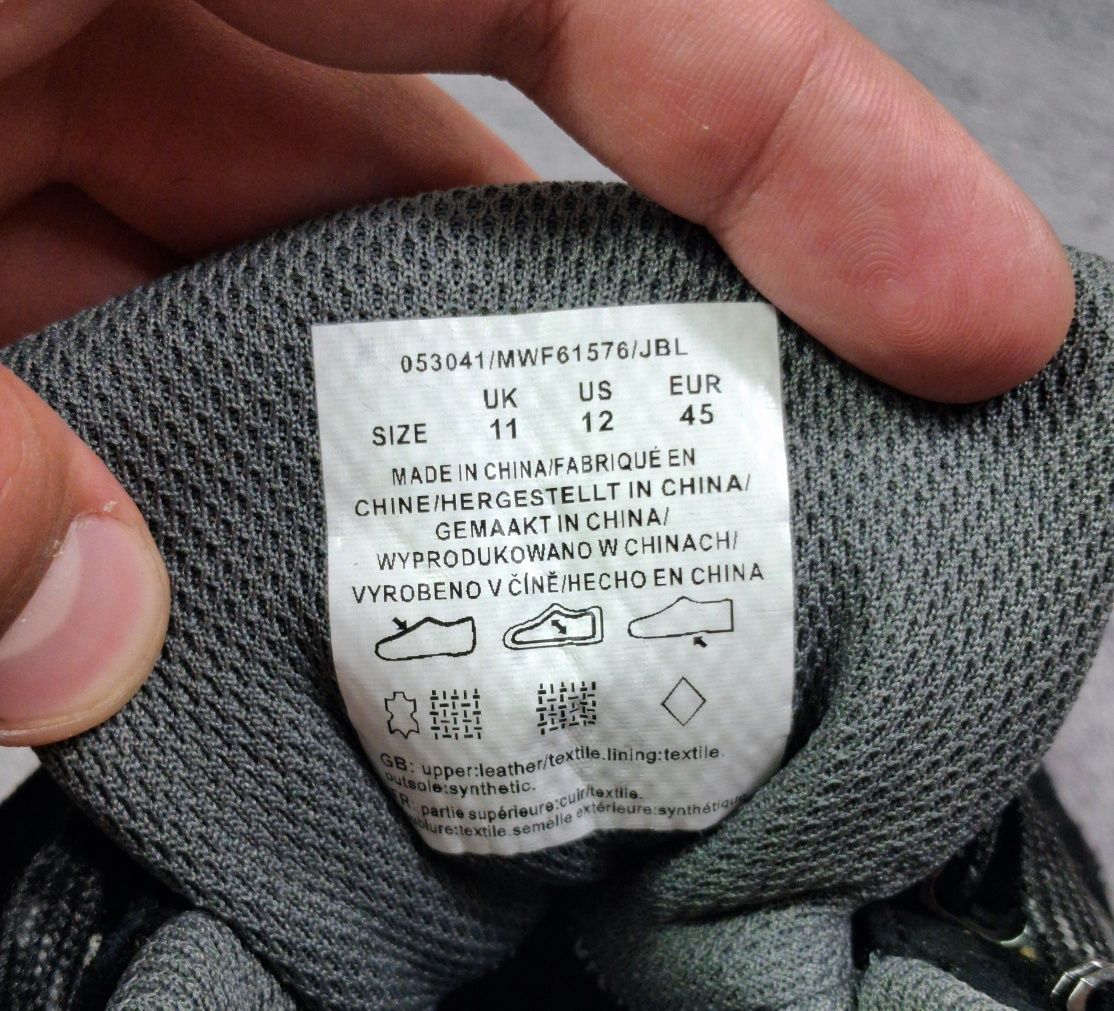 053041/MWF61576/JBL
UK US EUR
SIZE 11 12 45
MADE IN CHINA/FABRIQUÉ EN
CHINE/HERGESTELLT IN CHINA/
GEMAAKT IN CHINA/
WYPRODUKOWANO W CHINACH/
VYROBENO V ČÍNĚ/HECHO EN CHINA
GB: upper:leather/textile.lining:textile.
outsole:synthetic.
partie supérieure:cuir/textile.
textile.semelle extérieure:synthétique